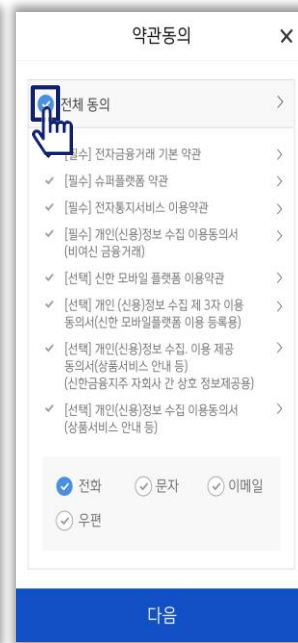 약관동의
전체 동의
[필수] 전자금융거래 기본 약관
[필수] 슈퍼플랫폼 약관
[필수] 전자통지서비스 이용약관
[필수] 개인(신용)정보 수집 이용동의서
(비여신 금융거래)
[선택] 신한 모바일 플랫폼 이용약관
[선택] 개인 (신용)정보 수집 제 3자 이용
동의서(신한 모바일플랫폼 이용 등록용)
[선택] 개인(신용)정보 수집. 이용 제공
동의서(상품서비스 안내 등)
(신한금융지주 자회사 간 상호 정보제공용)
[선택] 개인(신용)정보 수집 이용동의서
(상품서비스 안내 등)
전화 문자 이메일
우편
다음